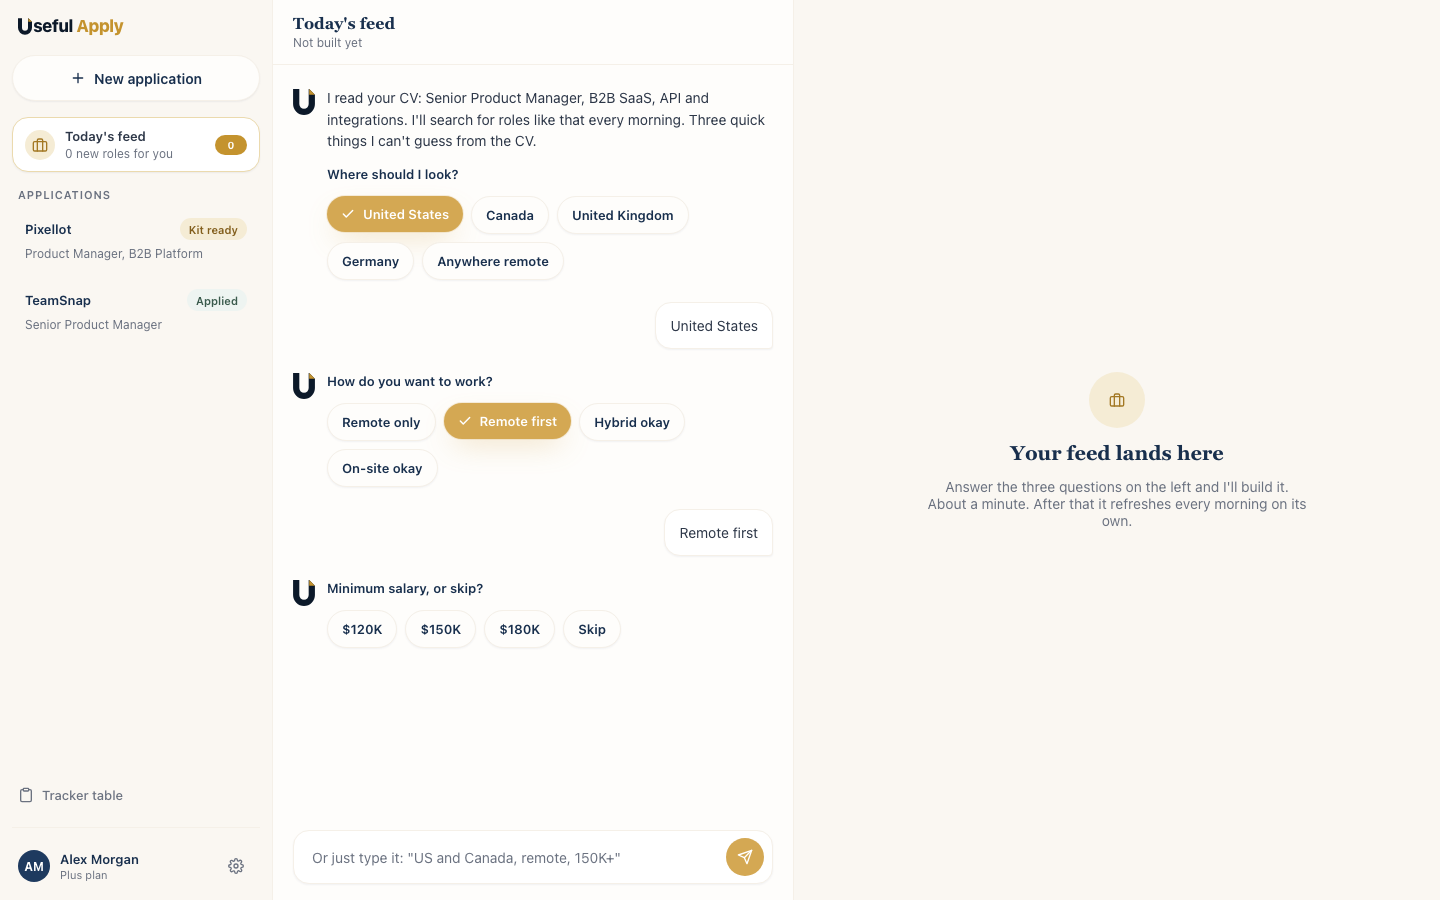 Useful Apply
New application
Today's feed
0 new roles for you
0
APPLICATIONS
Pixellot
Kit ready
Product Manager, B2B Platform
TeamSnap
Applied
Senior Product Manager
Tracker table
AM
Alex Morgan
Plus plan
Today's feed
Not built yet
I read your CV: Senior Product Manager, B2B SaaS, API and
integrations. I'll search for roles like that every morning. Three quick
things I can't guess from the CV.
Where should I look?
United States
Canada
United Kingdom
Germany
Anywhere remote
United States
How do you want to work?
Remote only
Remote first
Hybrid okay
On-site okay
Remote first
Minimum salary, or skip?
$120K
$150K
$180K
Skip
Or just type it: "US and Canada, remote, 150K+"
Your feed lands here
Answer the three questions on the left and I'll build it.
About a minute. After that it refreshes every morning on its
own.